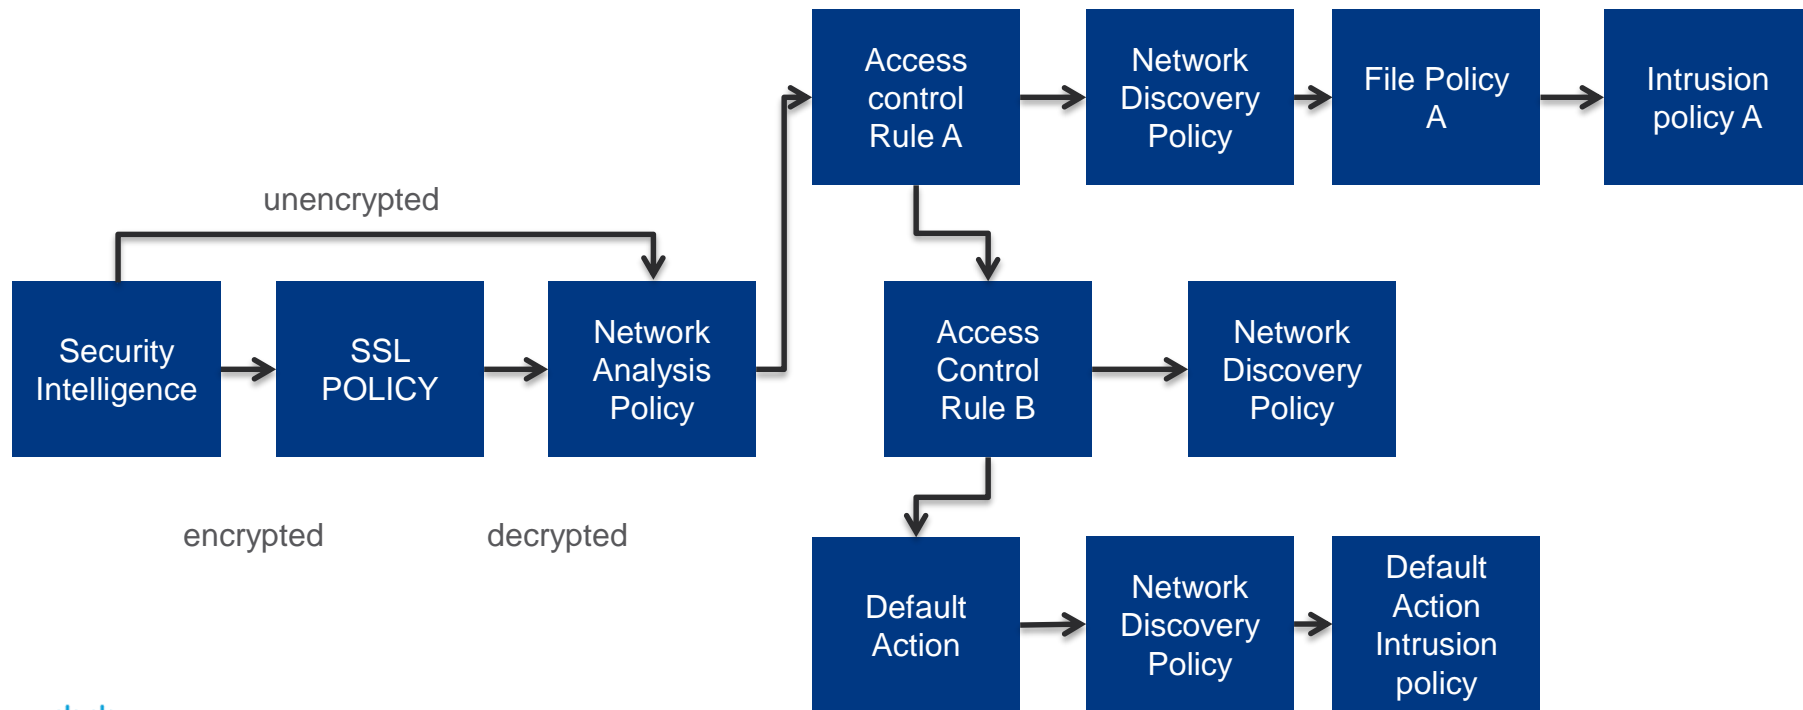 Access
control
Rule A
Network
Discovery
Policy
File Policy
A
Intrusion
policy A
unencrypted
Security
Intelligence
SSL
POLICY
Network
Analysis
Policy
Access
Control
Rule B
Network
Discovery
Policy
encrypted
decrypted
Default
Action
Network
Discovery
Policy
Default
Action
Intrusion
policy